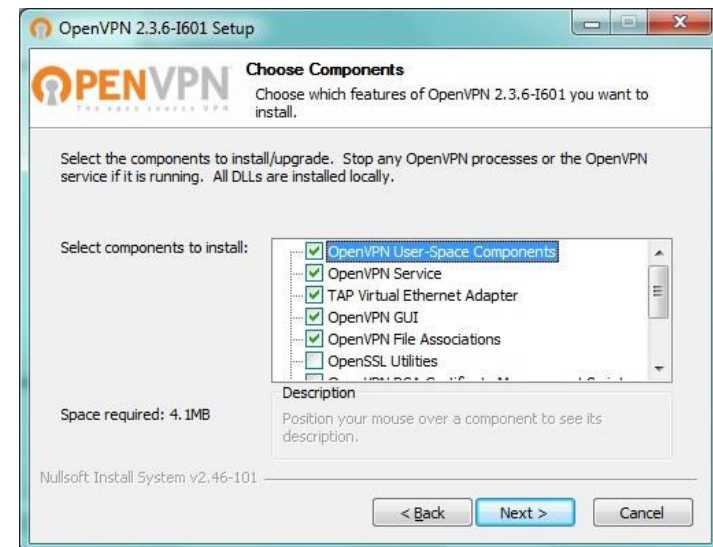 OpenVPN 2.3.6-I601 Setup
OPENVPN
The open source VPN
Choose Components
Choose which features of OpenVPN 2.3.6-I601 you want to
install.
Select the components to install/upgrade. Stop any OpenVPN processes or the OpenVPN
service if it is running. All DLLs are installed locally.
Select components to install:
OpenVPN User-Space Components
OpenVPN Service
TAP Virtual Ethernet Adapter
OpenVPN GUI
OpenVPN File Associations
OpenSSL Utilities
Space required: 4.1MB
Description
Position your mouse over a component to see its
description.
Nullsoft Install System v2.46-101
< Back
Next >
Cancel